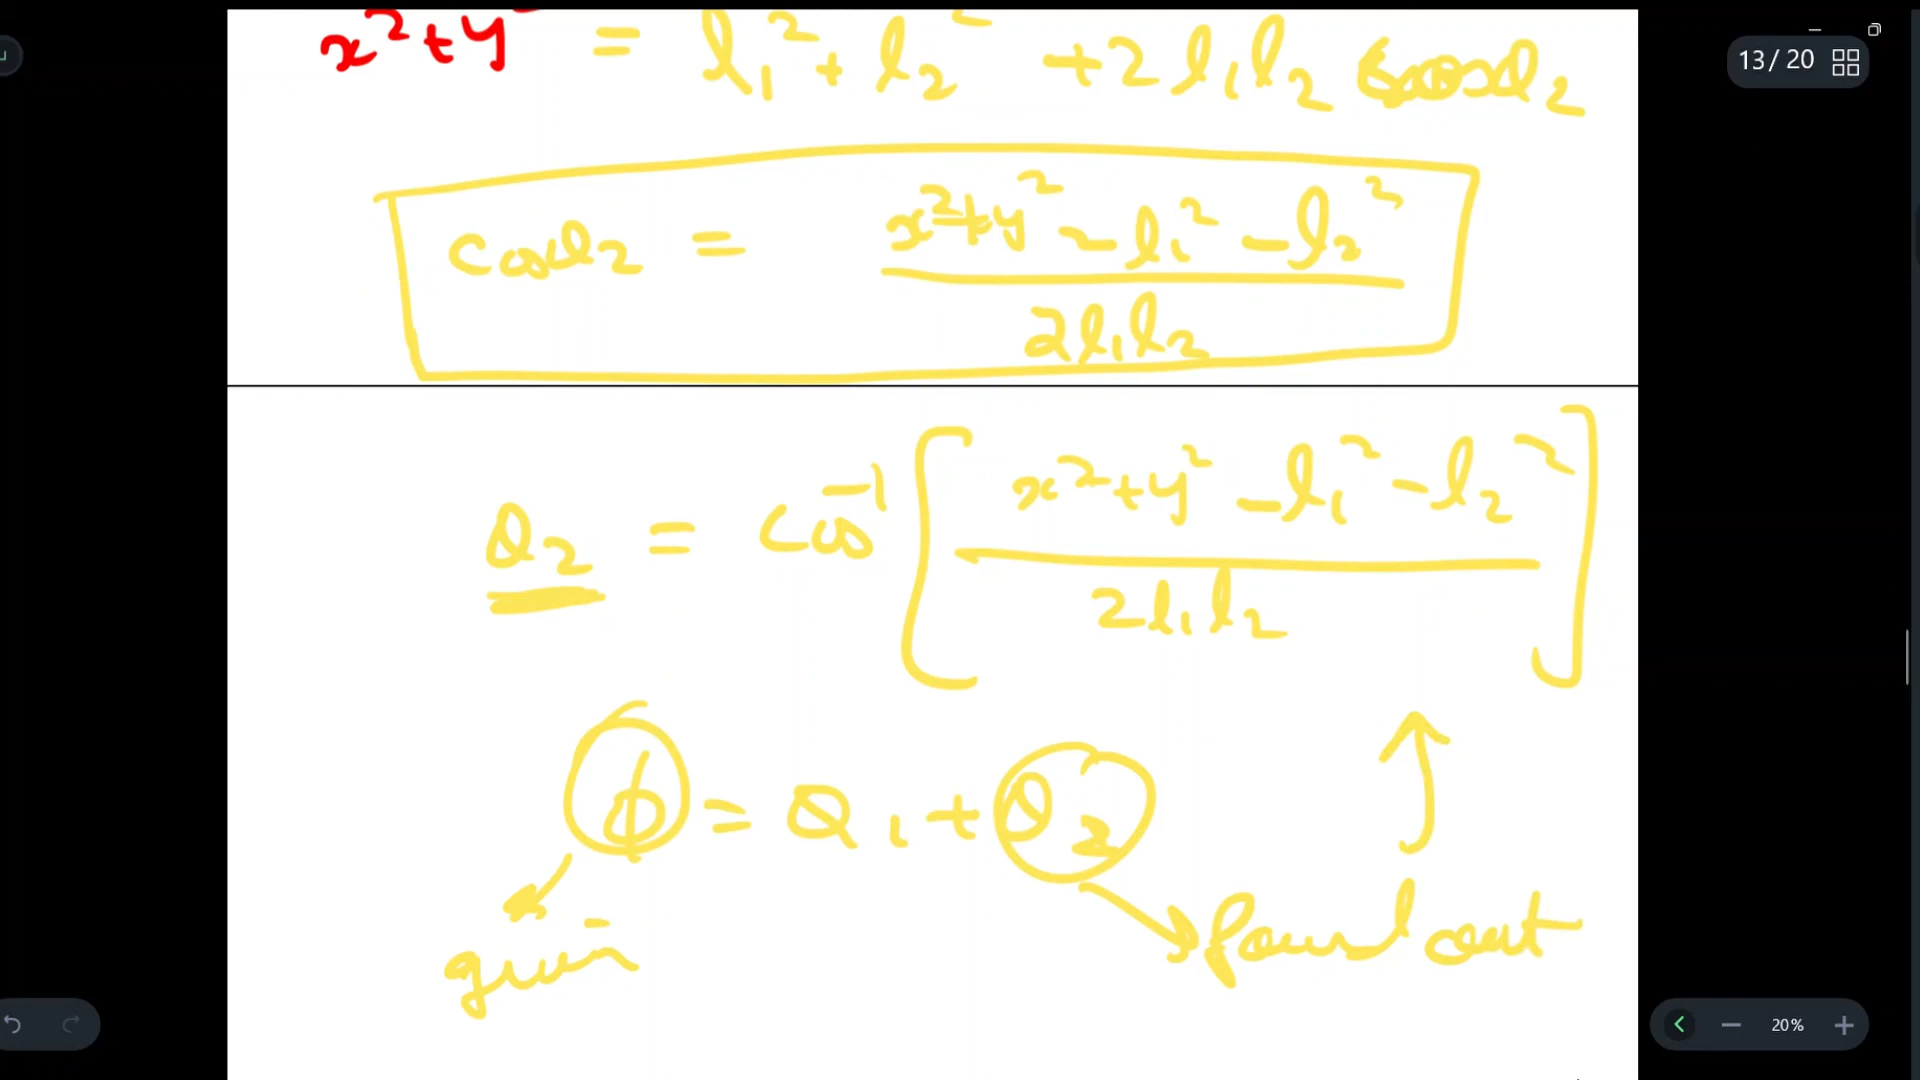 x²+y² = l₁² + l₂² + 2l₁l₂ cosθ₂
13/ 20
cosθ₂ = x²+y² - l₁² - l₂²
2l₁l₂
θ₂ = cos⁻¹ [ x²+y² - l₁² - l₂² ]
2l₁l₂
ϕ = θ₁ + θ₂
given
found out
20%